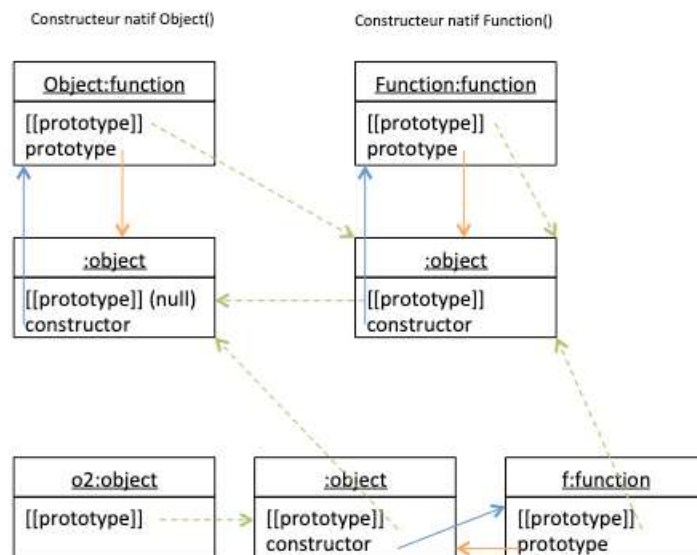 Constructeur natif Object()
Constructeur natif Function()
Object:function
[[prototype]]
prototype
Function:function
[[prototype]]
prototype
:object
[[prototype]] (null)
constructor
:object
[[prototype]]
constructor
o2:object
[[prototype]]
:object
[[prototype]]
constructor
f:function
[[prototype]]
prototype